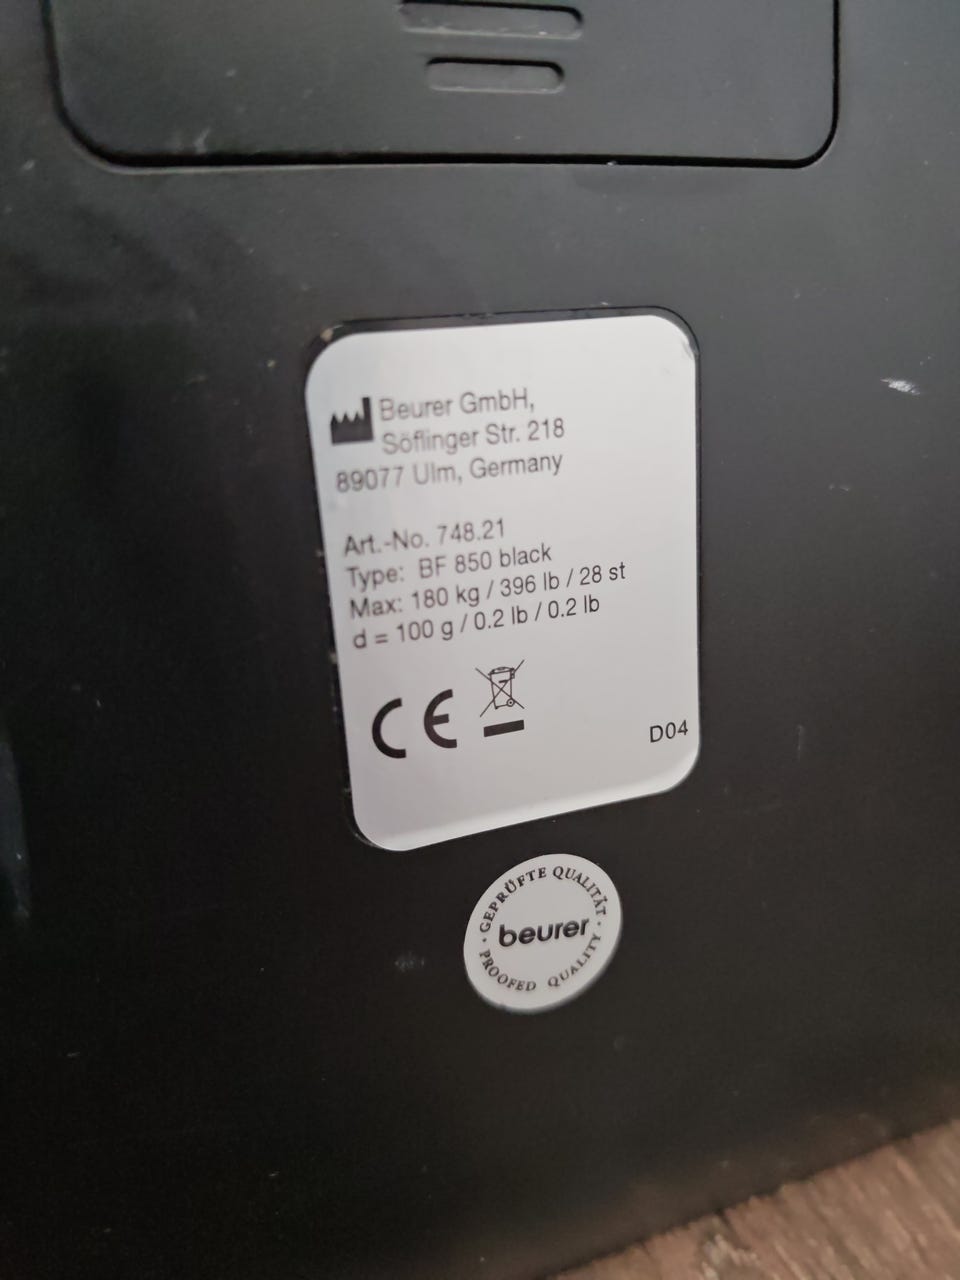 Beurer GmbH,
Söflinger Str. 218
89077 Ulm, Germany
Art.-No. 748.21
Type: BF 850 black
Max: 180 kg / 396 lb / 28 st
d = 100 g / 0.2 lb / 0.2 lb
CE
D04
· GEPRÜFTE QUALITÄT ·
beurer
PROOFED QUALITY